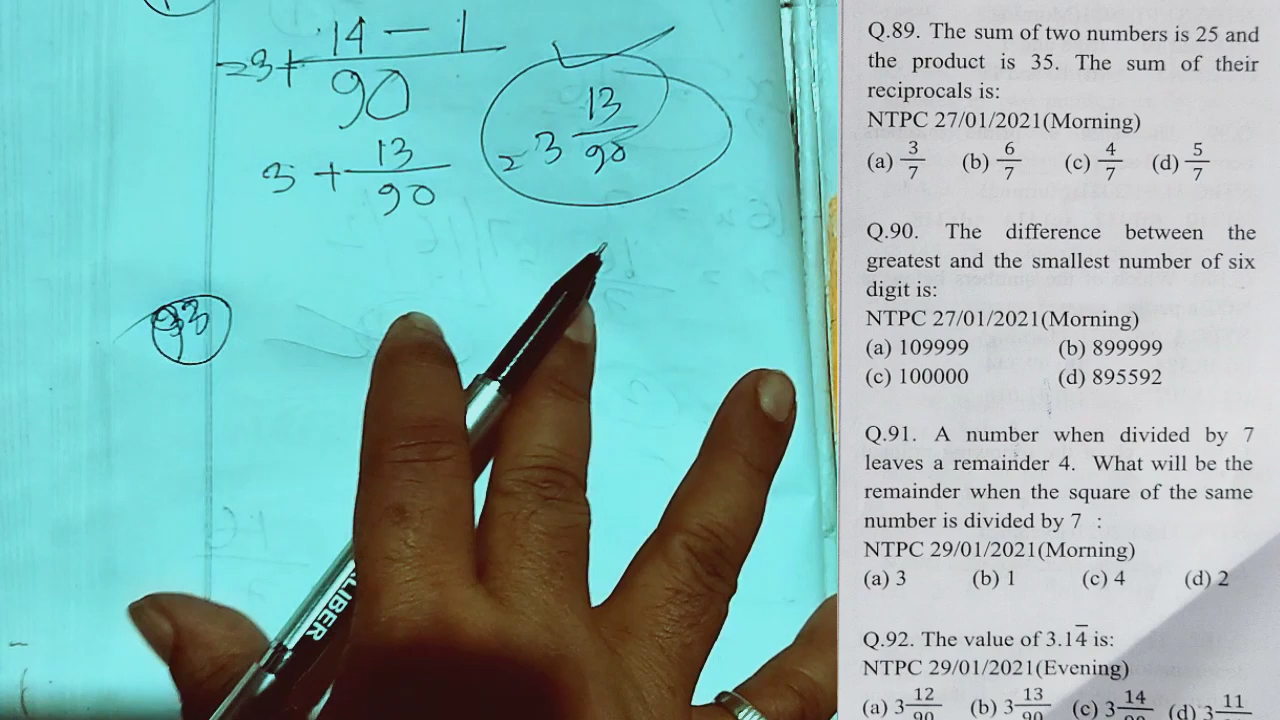 = 3 + 14 - 1 / 90
3 + 13 / 90
= 3 13/90
93
LIBER
Q.89. The sum of two numbers is 25 and
the product is 35. The sum of their
reciprocals is:
NTPC 27/01/2021(Morning)
(a) 3/7 (b) 6/7 (c) 4/7 (d) 5/7
Q.90. The difference between the
greatest and the smallest number of six
digit is:
NTPC 27/01/2021(Morning)
(a) 109999 (b) 899999
(c) 100000 (d) 895592
Q.91. A number when divided by 7
leaves a remainder 4. What will be the
remainder when the square of the same
number is divided by 7 :
NTPC 29/01/2021(Morning)
(a) 3 (b) 1 (c) 4 (d) 2
Q.92. The value of 3.14̅ is:
NTPC 29/01/2021(Evening)
(a) 3 12/90 (b) 3 13/90 (c) 3 14/90 (d) 3 11